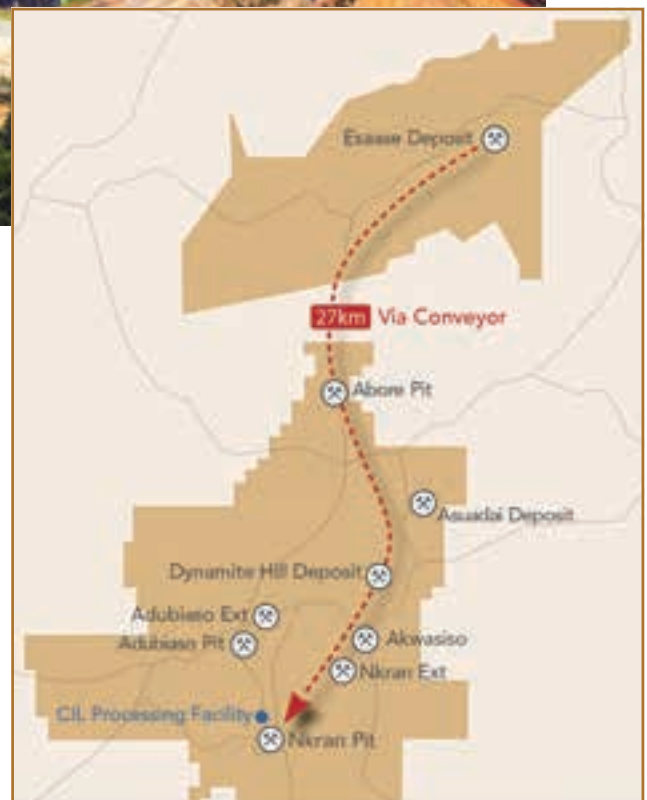 Esaase Deposit
27km Via Conveyor
Abore Pit
Asuadai Deposit
Dynamite Hill Deposit
Adubiaso Ext
Adubiaso Pit
Akwasiso
Nkran Ext
CIL Processing Facility
Nkran Pit